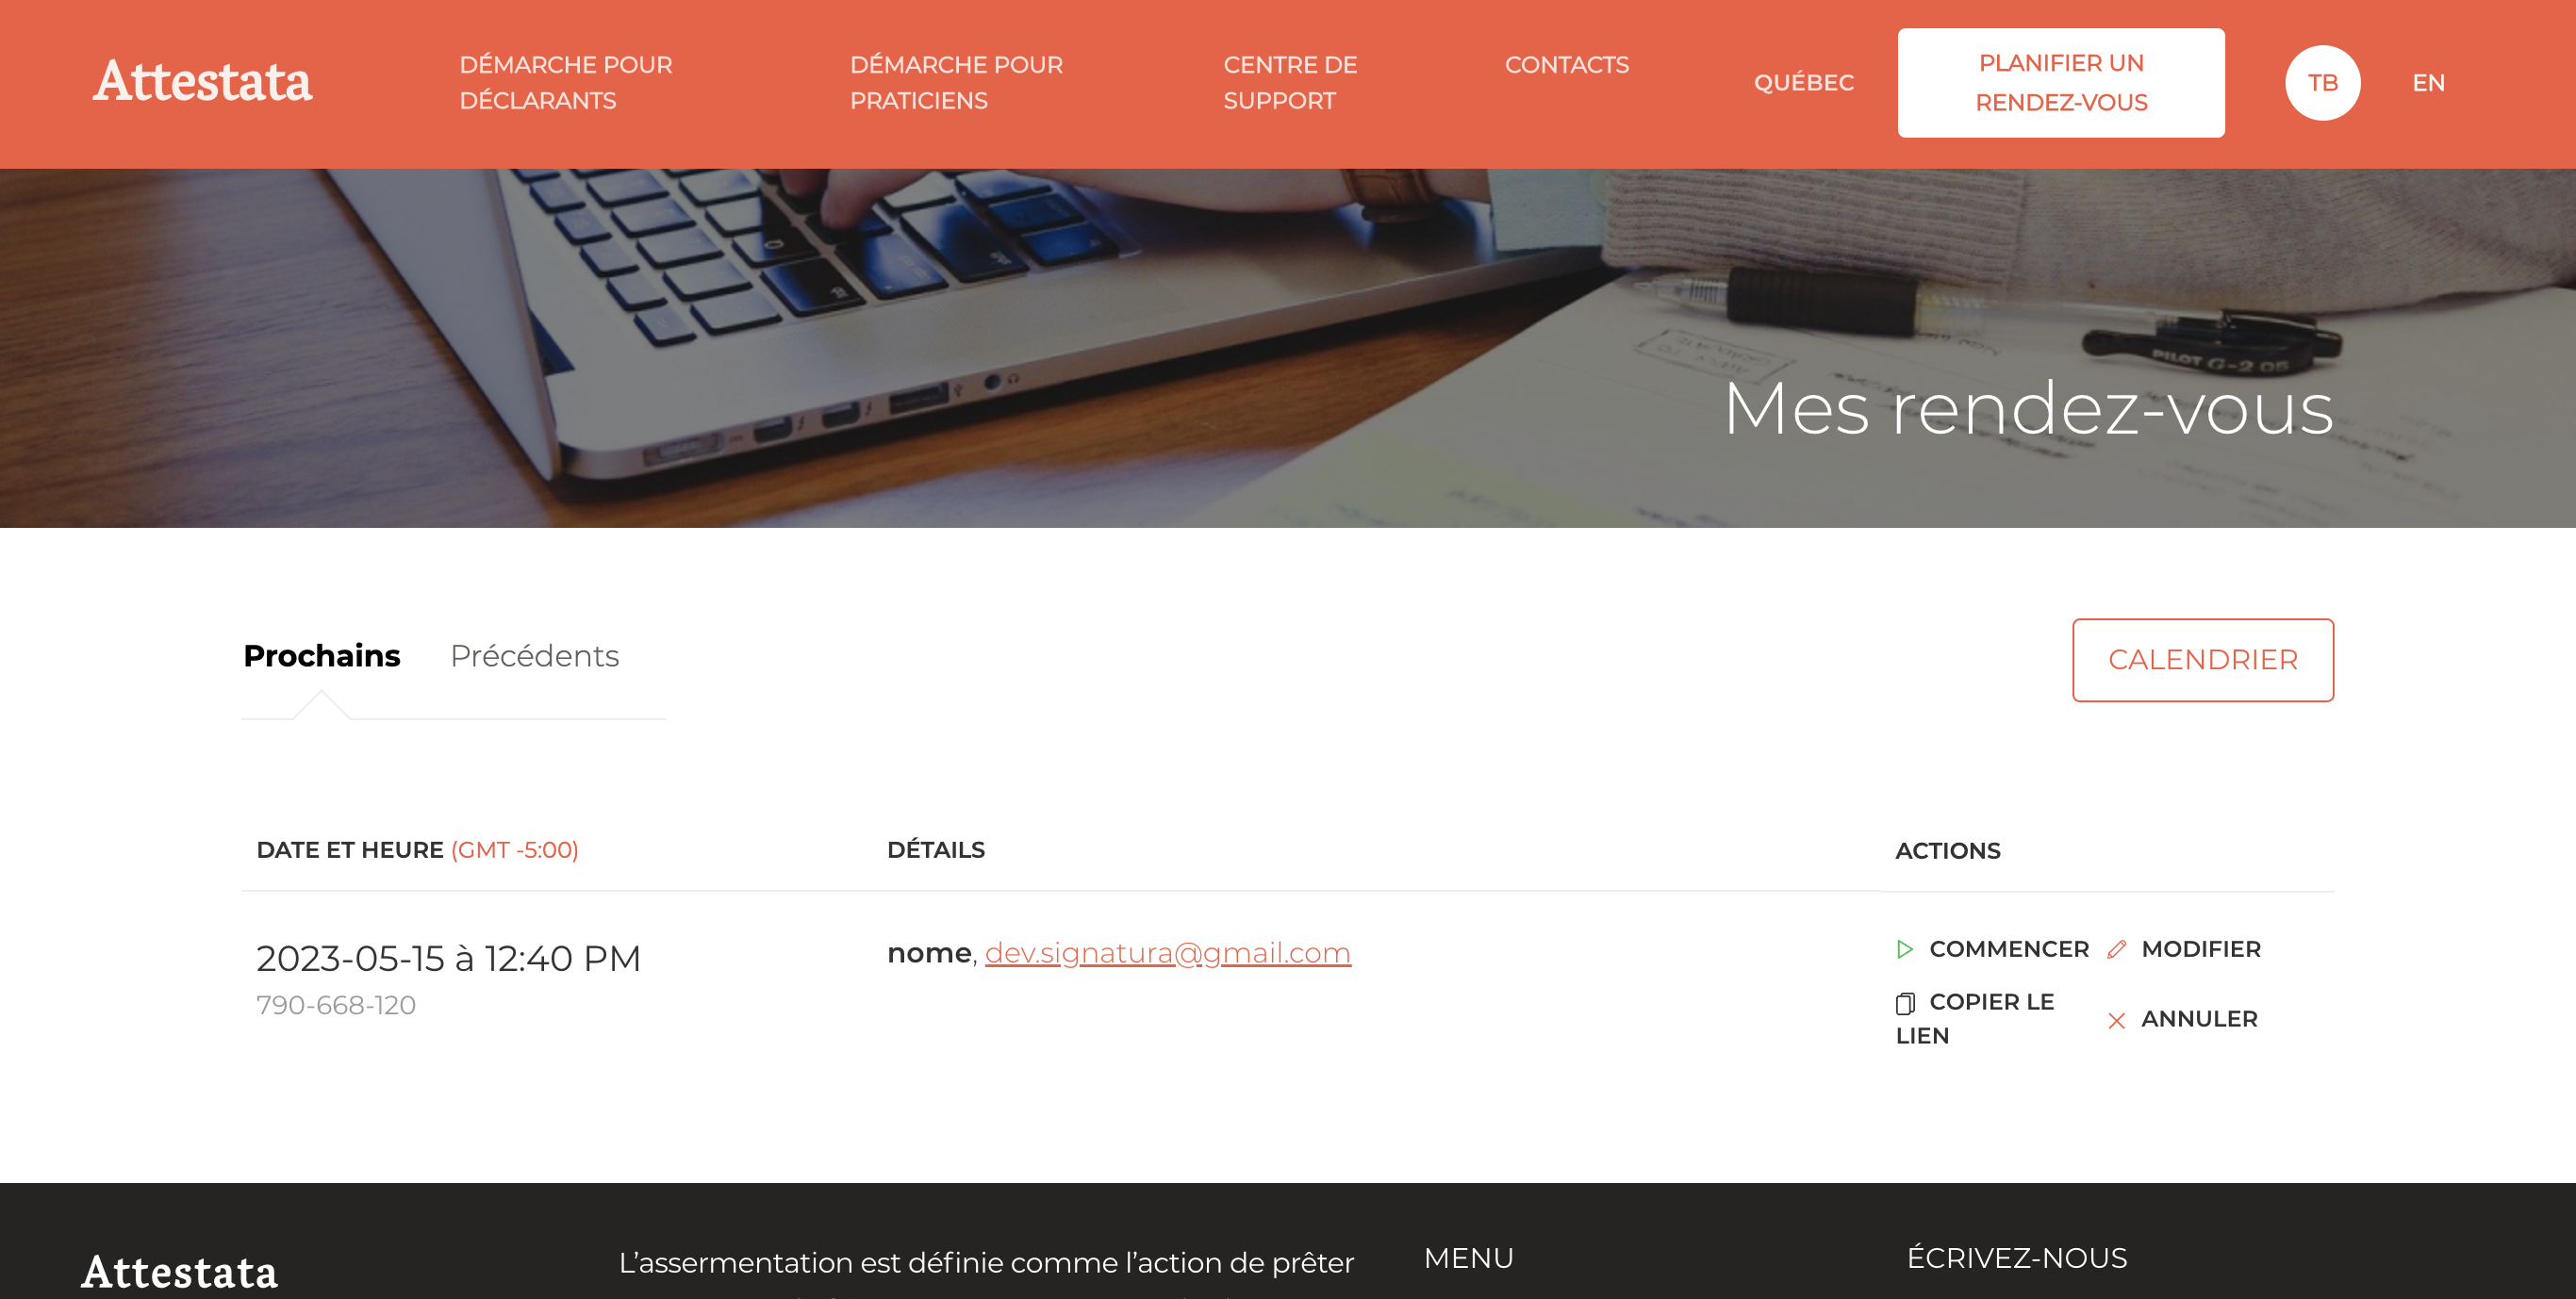 Attestata
DÉMARCHE POUR
DÉCLARANTS
DÉMARCHE POUR
PRATICIENS
CENTRE DE
SUPPORT
CONTACTS
QUÉBEC
PLANIFIER UN
RENDEZ-VOUS
TB
EN
PILOT G-2 05
Mes rendez-vous
Prochains
Précédents
CALENDRIER
DATE ET HEURE (GMT -5:00)
DÉTAILS
ACTIONS
2023-05-15 à 12:40 PM
790-668-120
nome, dev.signatura@gmail.com
COMMENCER
MODIFIER
COPIER LE
LIEN
ANNULER
Attestata
L’assermentation est définie comme l’action de prêter
MENU
ÉCRIVEZ-NOUS